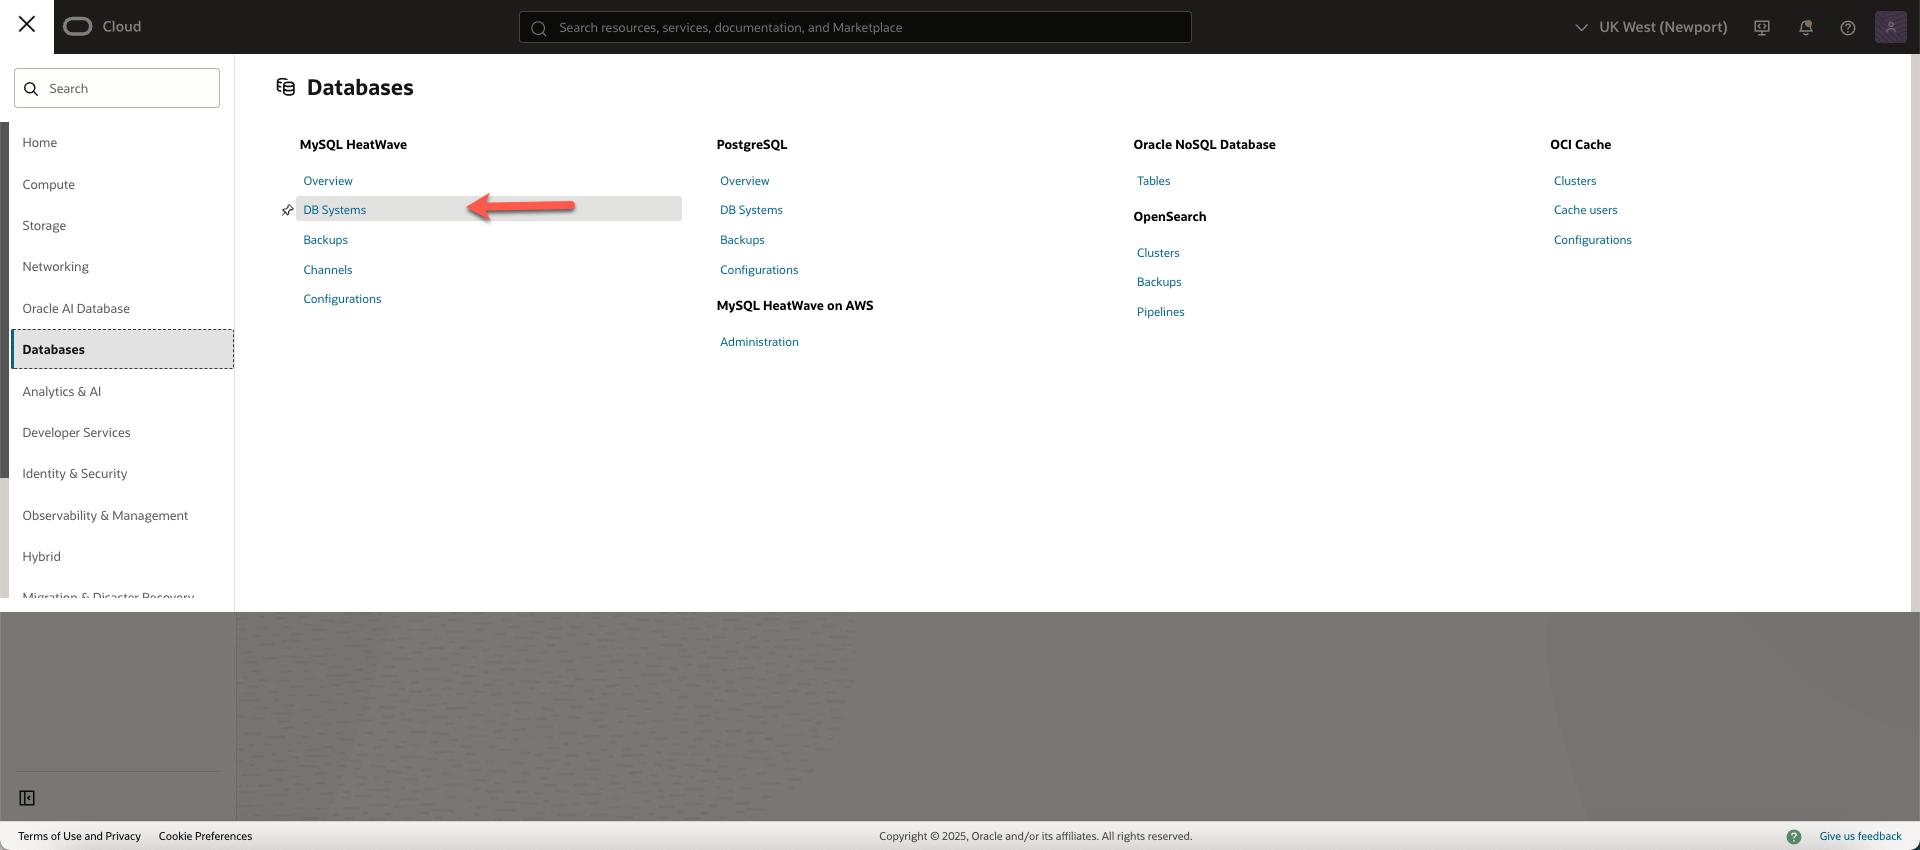 Cloud
Search resources, services, documentation, and Marketplace
UK West (Newport)
Search
Home
Compute
Storage
Networking
Oracle AI Database
Databases
Analytics & AI
Developer Services
Identity & Security
Observability & Management
Hybrid
Migration & Disaster Recovery
Databases
MySQL HeatWave
Overview
DB Systems
Backups
Channels
Configurations
PostgreSQL
Overview
DB Systems
Backups
Configurations
MySQL HeatWave on AWS
Administration
Oracle NoSQL Database
Tables
OpenSearch
Clusters
Backups
Pipelines
OCI Cache
Clusters
Cache users
Configurations
Terms of Use and Privacy
Cookie Preferences
Copyright © 2025, Oracle and/or its affiliates. All rights reserved.
Give us feedback